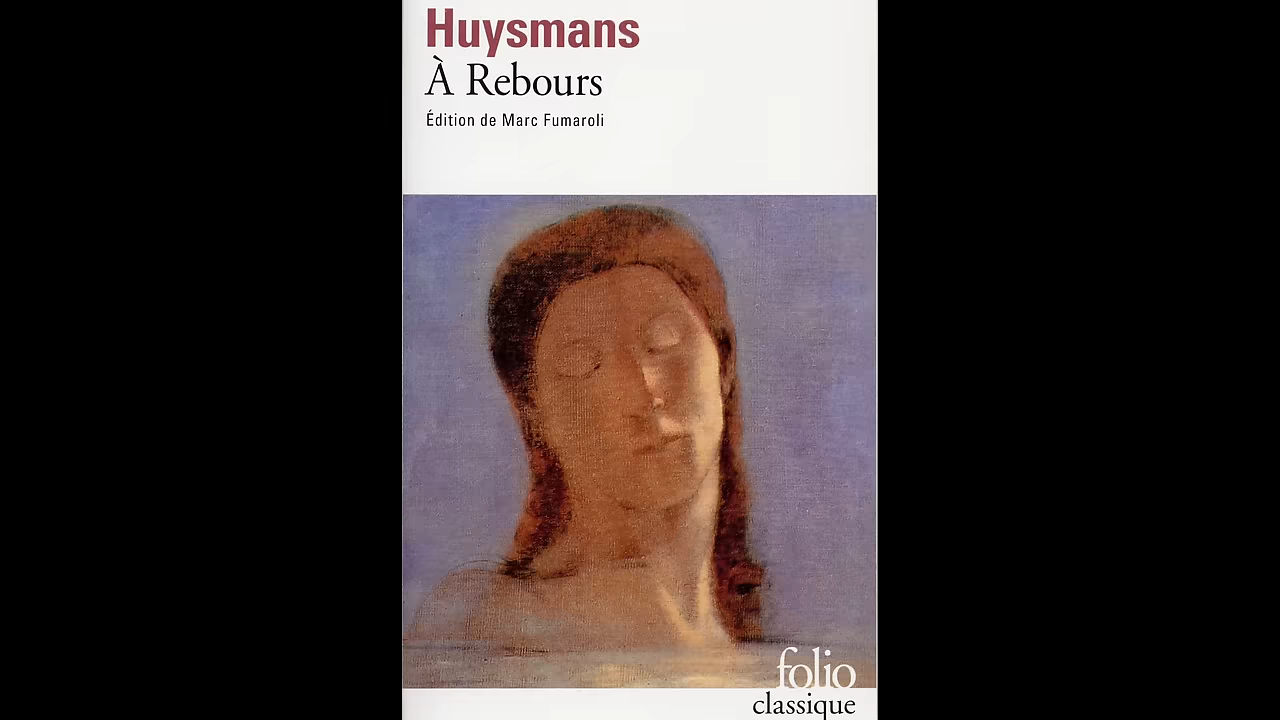 Huysmans
À Rebours
Édition de Marc Fumaroli
folio
classique